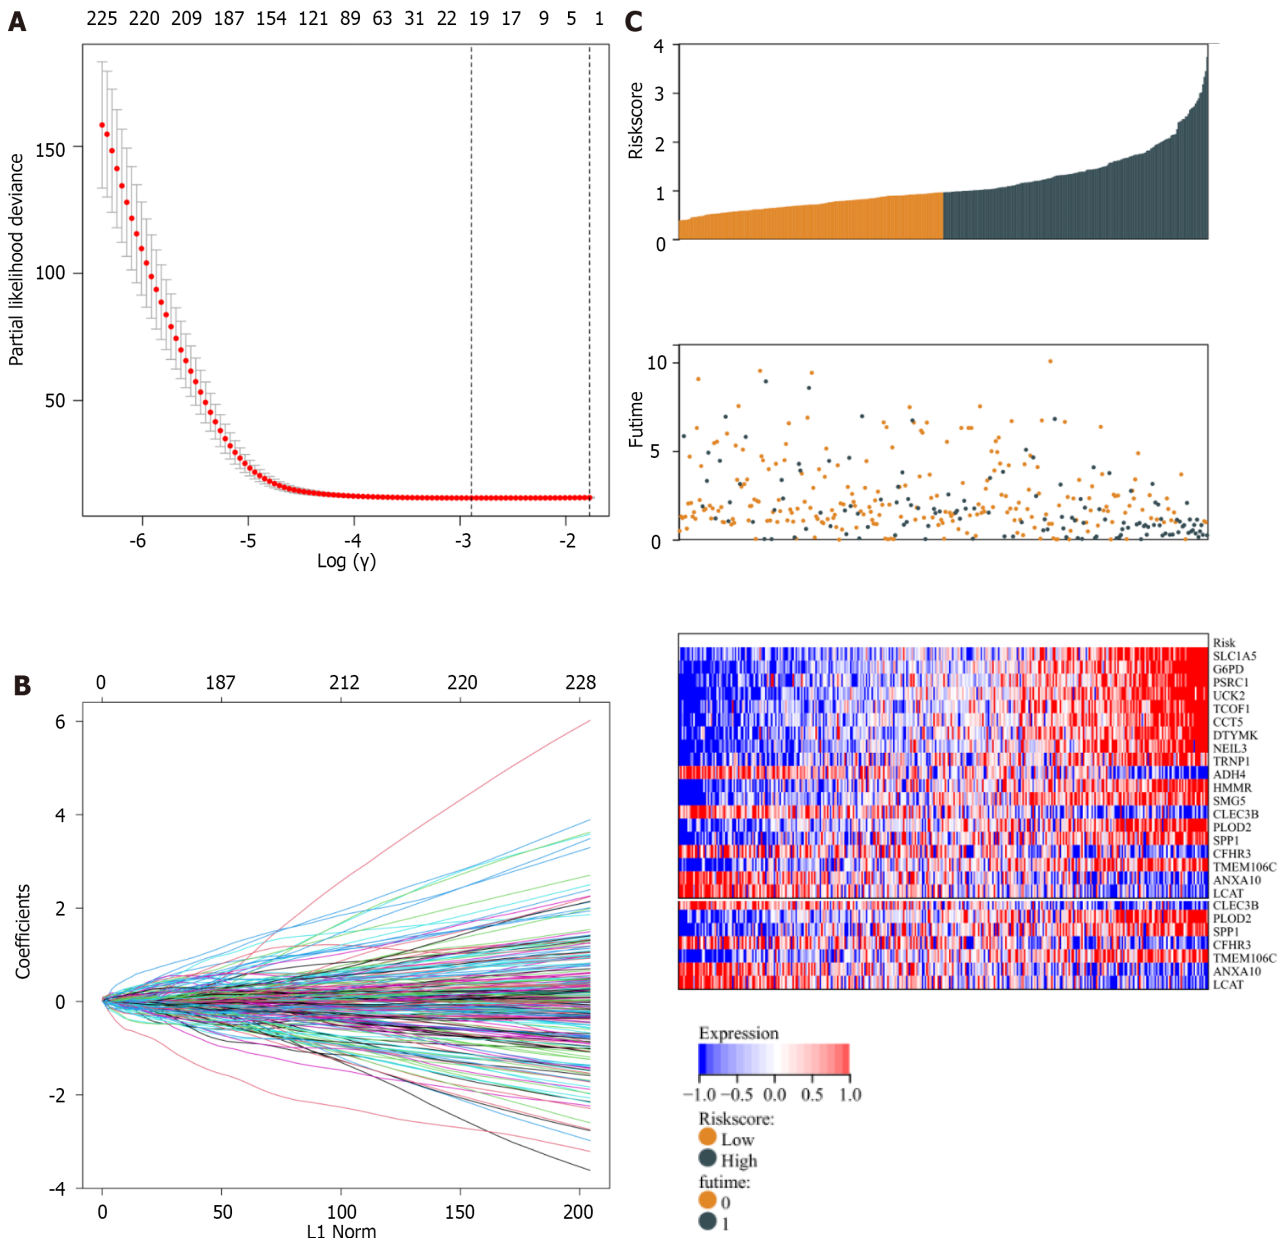 A
225 220 209 187 154 121 89 63 31 22 19 17 9 5 1
Partial likelihood deviance
150
100
50
-6 -5 -4 -3 -2
Log (γ)
B
0 187 212 220 228
Coefficients
6
4
2
0
-2
-4
0 50 100 150 200
L1 Norm
C
Riskscore
4
3
2
1
0
Futime
10
5
0
Risk
SLC1A5
G6PD
PSRC1
UCK2
TCOF1
CCT5
DTYMK
NEIL3
TRNP1
ADH4
HMMR
SMG5
CLEC3B
PLOD2
SPP1
CFHR3
TMEM106C
ANXA10
LCAT
CLEC3B
PLOD2
SPP1
CFHR3
TMEM106C
ANXA10
LCAT
Expression
−1.0 −0.5 0.0 0.5 1.0
Riskscore:
Low
High
futime:
0
1